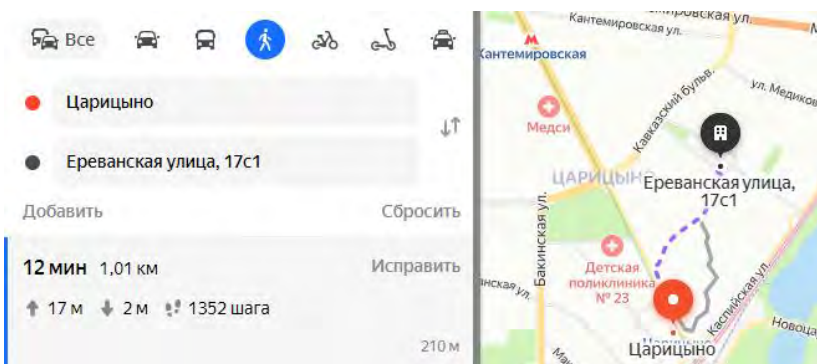 Все
Царицыно
Ереванская улица, 17с1
Добавить
Сбросить
12 мин 1,01 км
Исправить
17 м 2 м 1352 шага
210 м
Кантемировская ул.
Кантемировская
Медси
Кавказский бульв.
ул. Медиков
ЦАРИЦЫНО
Ереванская улица,
17с1
Бакинская ул.
Детская
поликлиника
№ 23
Каспийская ул.
Царицыно